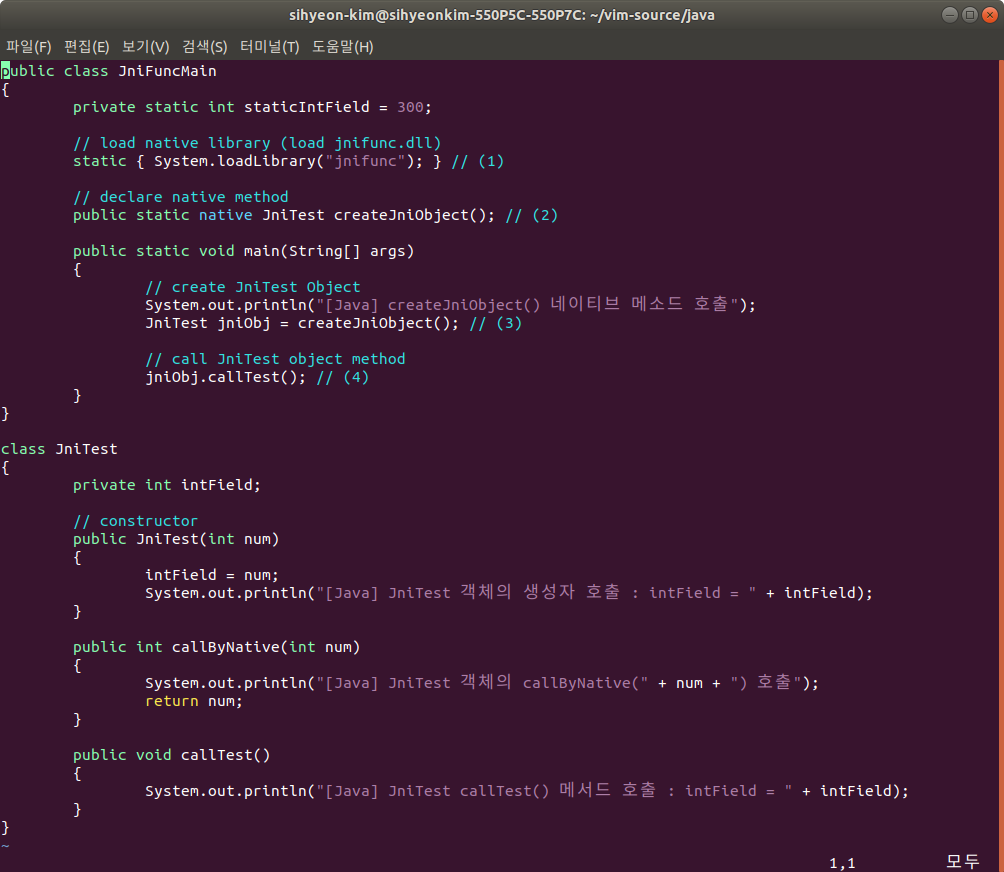 sihyeon-kim@sihyeonkim-550P5C-550P7C: ~/vim-source/java
파일(F) 편집(E) 보기(V) 검색(S) 터미널(T) 도움말(H)
public class JniFuncMain
{
        private static int staticIntField = 300;

        // load native library (load jnifunc.dll)
        static { System.loadLibrary("jnifunc"); } // (1)

        // declare native method
        public static native JniTest createJniObject(); // (2)

        public static void main(String[] args)
        {
                // create JniTest Object
                System.out.println("[Java] createJniObject() 네이티브 메소드 호출");
                JniTest jniObj = createJniObject(); // (3)

                // call JniTest object method
                jniObj.callTest(); // (4)
        }
}

class JniTest
{
        private int intField;

        // constructor
        public JniTest(int num)
        {
                intField = num;
                System.out.println("[Java] JniTest 객체의 생성자 호출 : intField = " + intField);
        }

        public int callByNative(int num)
        {
                System.out.println("[Java] JniTest 객체의 callByNative(" + num + ") 호출");
                return num;
        }

        public void callTest()
        {
                System.out.println("[Java] JniTest callTest() 메서드 호출 : intField = " + intField);
        }
}
~
1,1 모두